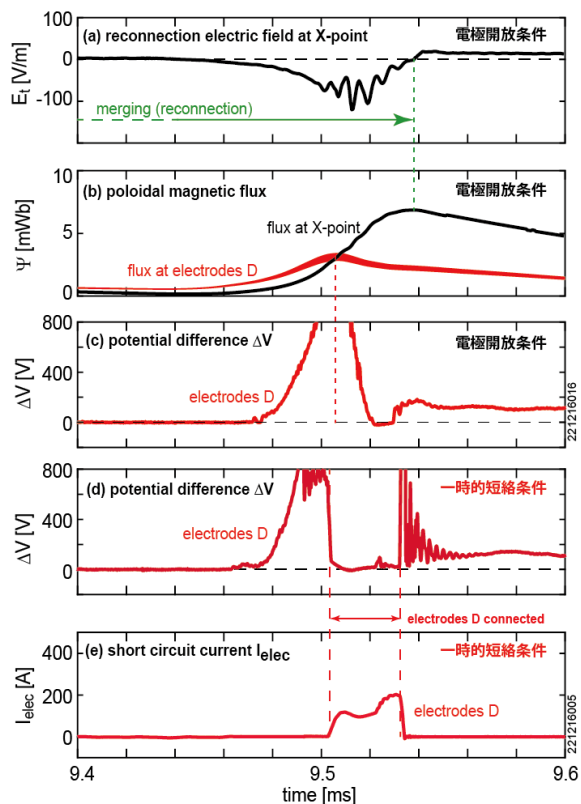 (a) reconnection electric field at X-point
電極開放条件
100
0
-100
Et [V/m]
merging (reconnection)
(b) poloidal magnetic flux
電極開放条件
10
5
0
Ψ [mWb]
flux at X-point
flux at electrodes D
(c) potential difference ΔV
電極開放条件
800
400
0
ΔV [V]
electrodes D
221216016
(d) potential difference ΔV
一時的短絡条件
800
400
0
ΔV [V]
electrodes D
electrodes D connected
(e) short circuit current Ielec
一時的短絡条件
400
200
0
Ielec [A]
electrodes D
221216005
9.4
9.5
9.6
time [ms]